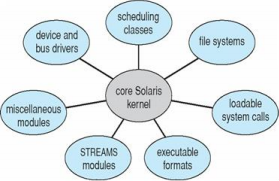 scheduling
classes
device and
bus drivers
file systems
core Solaris
kernel
miscellaneous
modules
loadable
system calls
STREAMS
modules
executable
formats